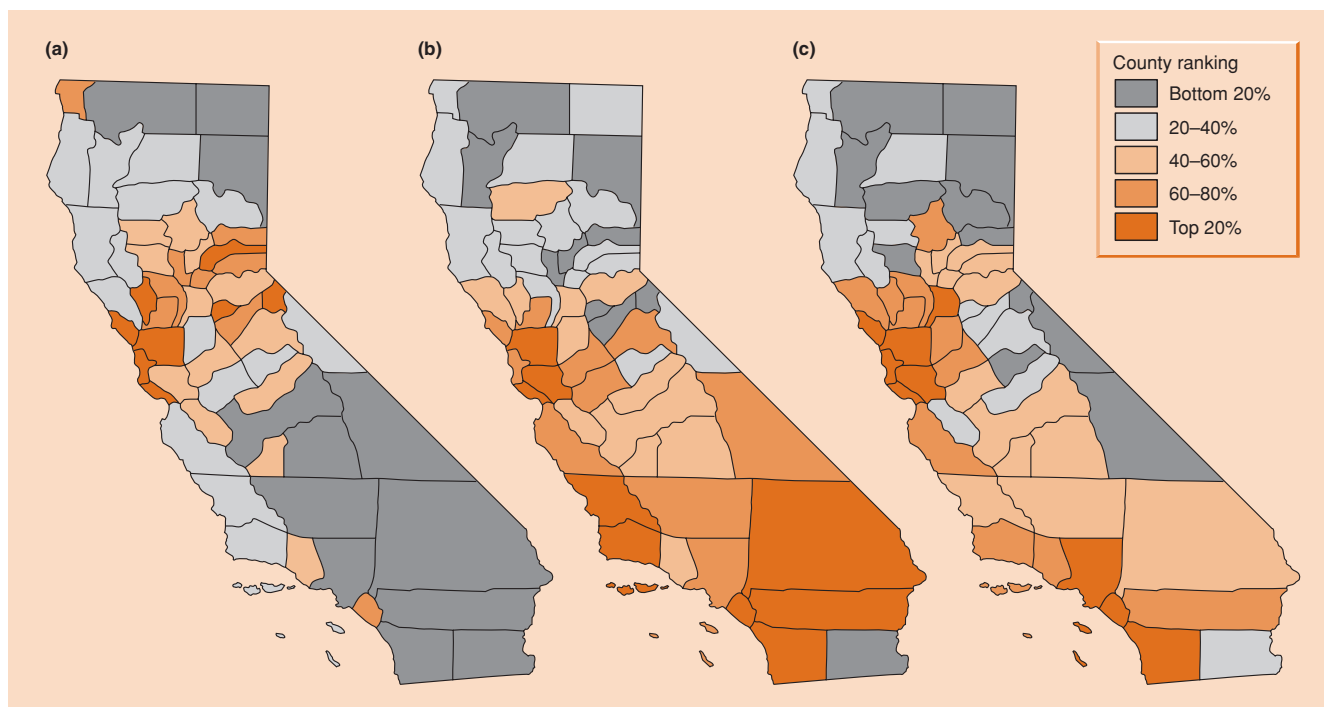 (a)
(b)
(c)
County ranking
Bottom 20%
20–40%
40–60%
60–80%
Top 20%